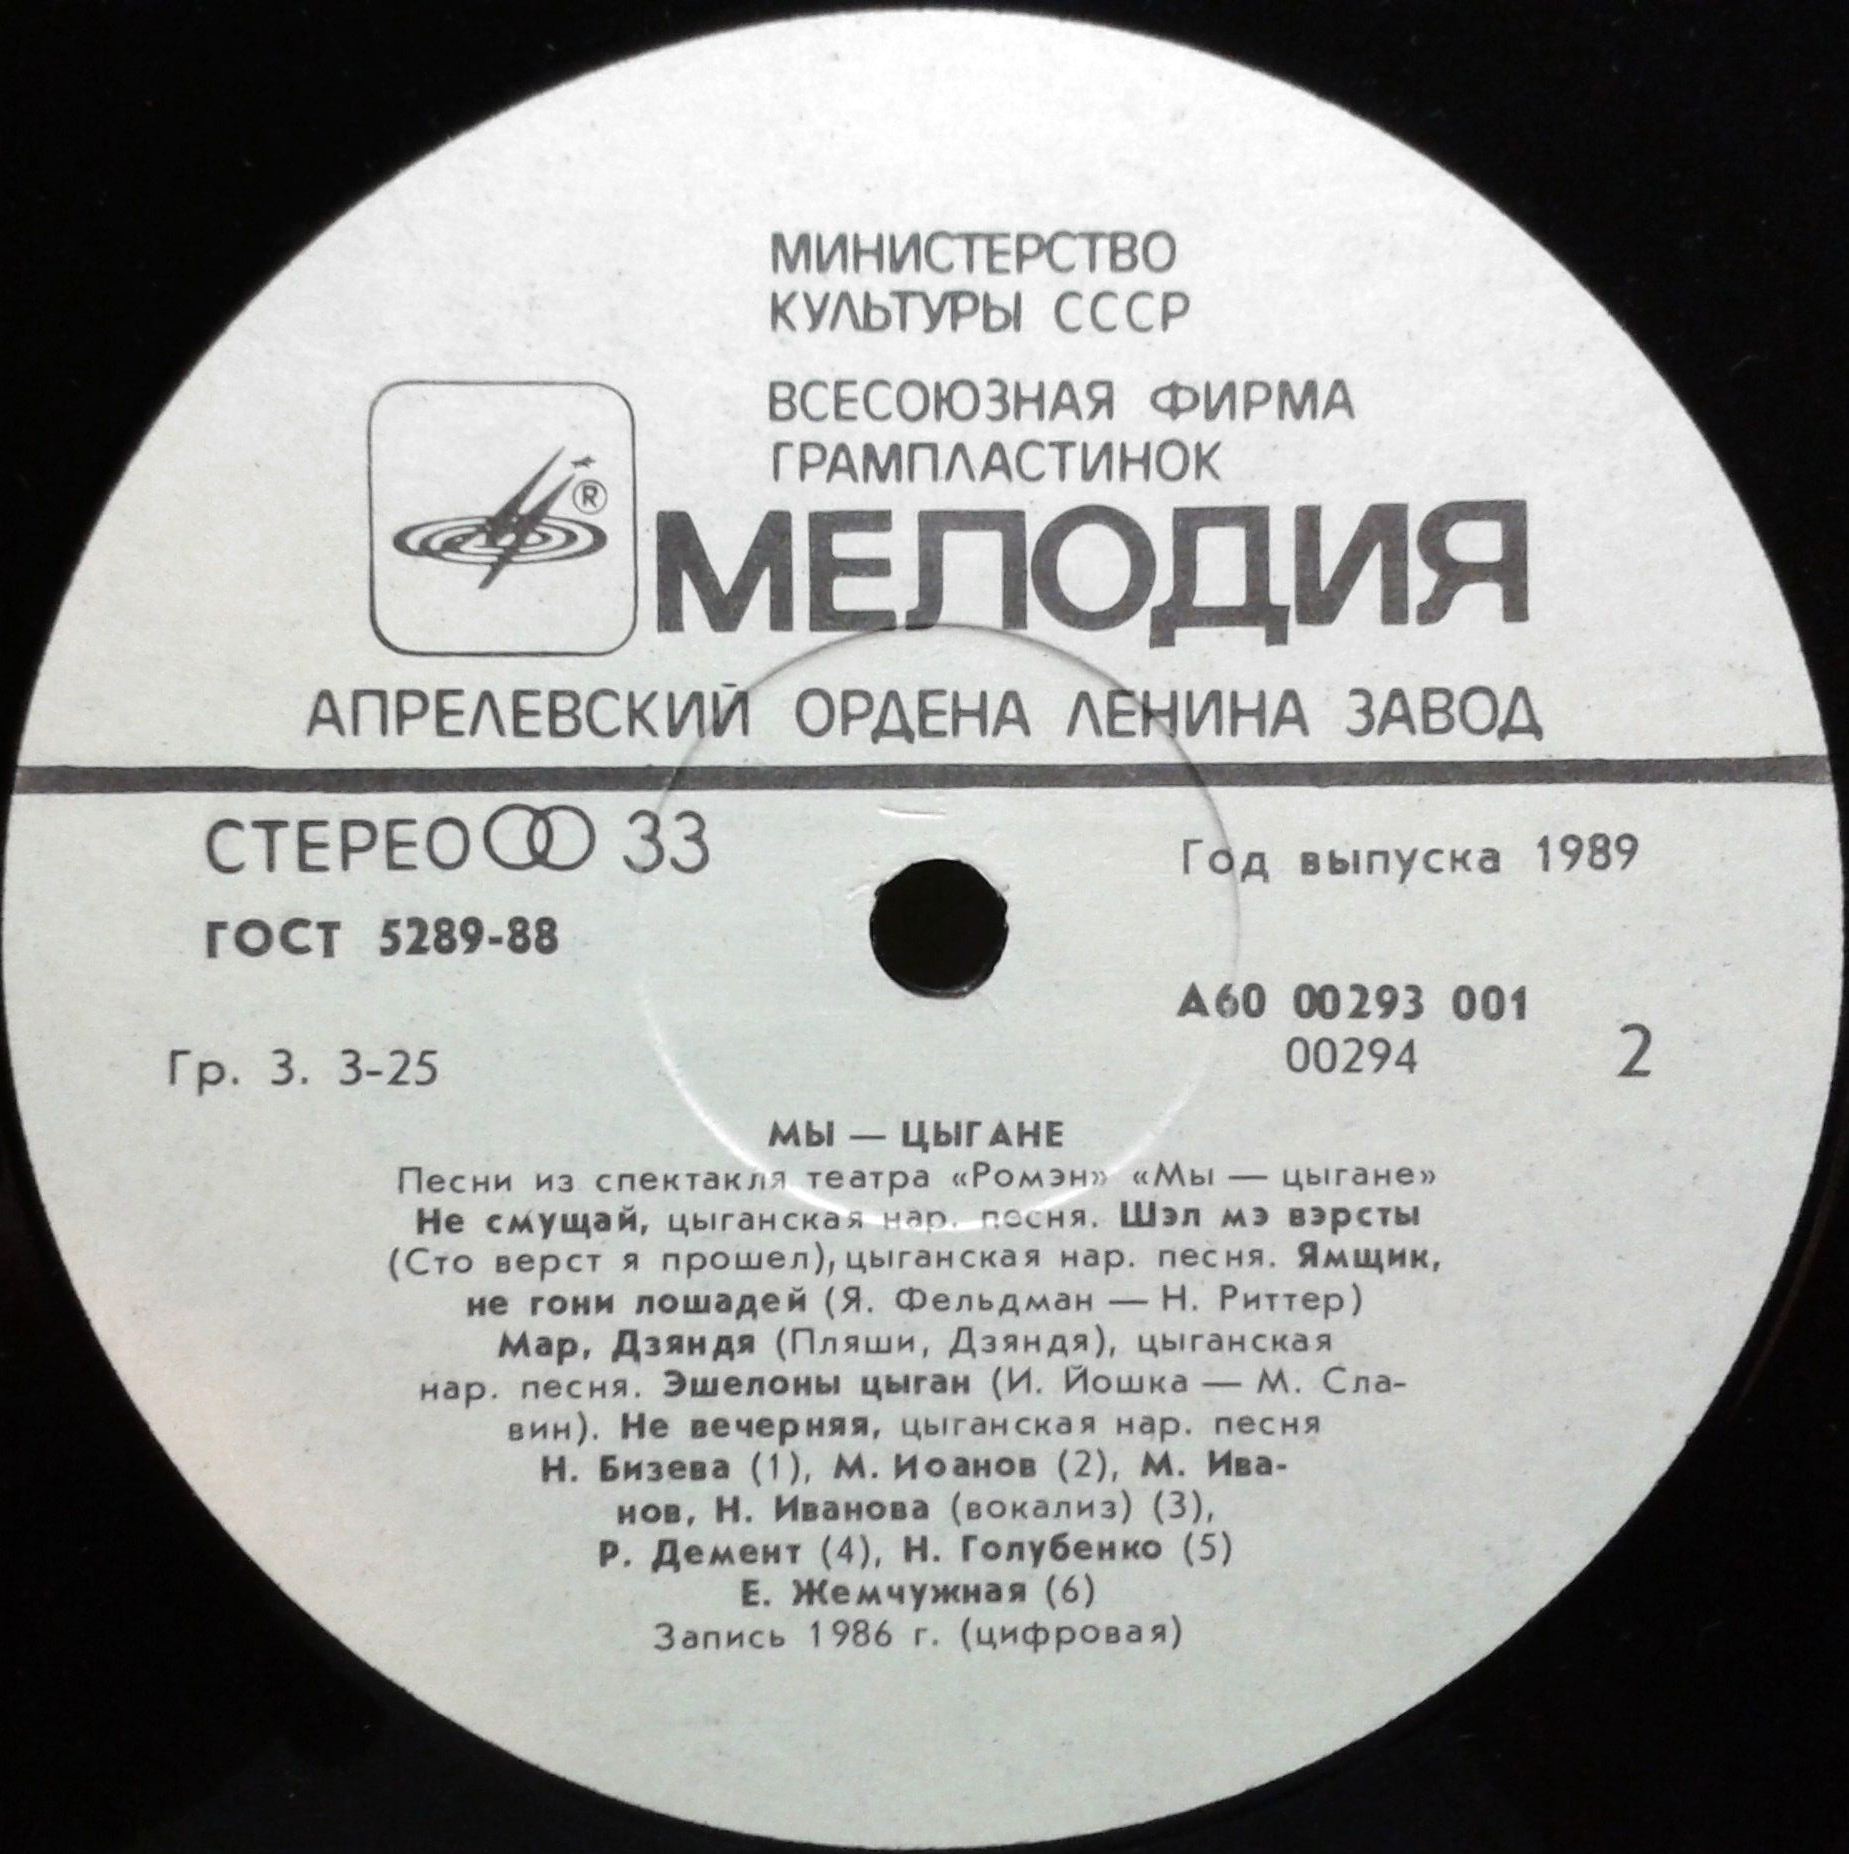 МИНИСТЕРСТВО
КУЛЬТУРЫ СССР
ВСЕСОЮЗНАЯ ФИРМА
ГРАМПЛАСТИНОК
®
МЕЛОДИЯ
АПРЕЛЕВСКИЙ ОРДЕНА ЛЕНИНА ЗАВОД
СТЕРЕО 33
Год выпуска 1989
ГОСТ 5289-88
А60 00293 001
00294
2
Гр. 3. 3-25
МЫ — ЦЫГАНЕ
Песни из спектакля театра «Ромэн» «Мы — цыгане»
Не смущай, цыганская нар. песня. Шэл мэ вэрсты
(Сто верст я прошел), цыганская нар. песня. Ямщик,
не гони лошадей (Я. Фельдман — Н. Риттер)
Мар, Дзяндя (Пляши, Дзяндя), цыганская
нар. песня. Эшелоны цыган (И. Йошка — М. Сла-
вин). Не вечерняя, цыганская нар. песня
Н. Бизева (1), М. Иоанов (2), М. Ива-
нов, Н. Иванова (вокализ) (3),
Р. Демент (4), Н. Голубенко (5)
Е. Жемчужная (6)
Запись 1986 г. (цифровая)